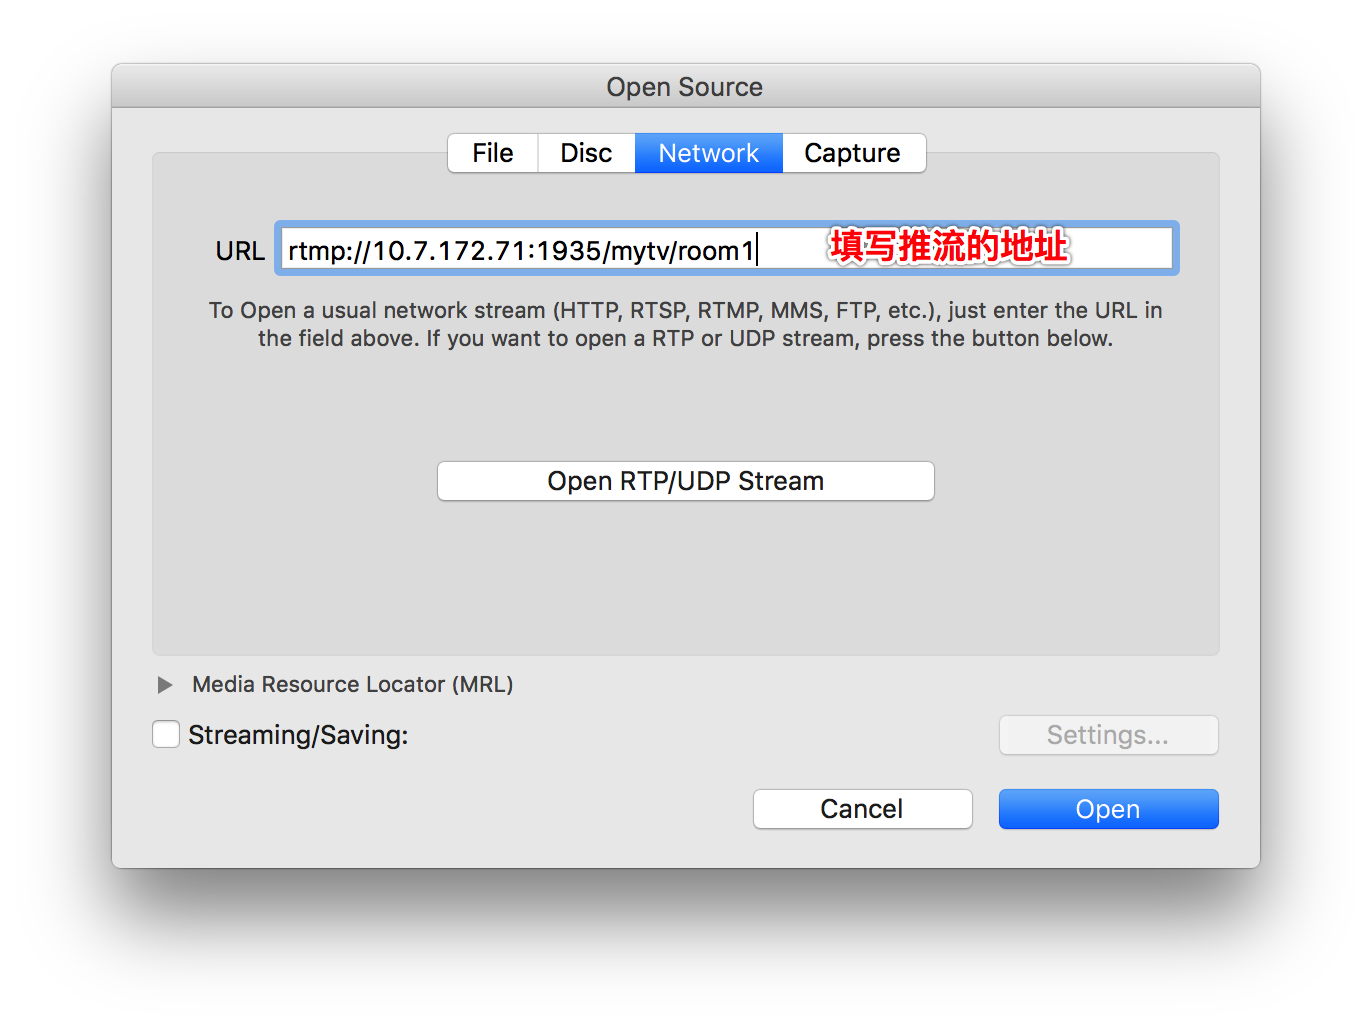 Open Source
File Disc Network Capture
URL rtmp://10.7.172.71:1935/mytv/room1 填写推流的地址
To Open a usual network stream (HTTP, RTSP, RTMP, MMS, FTP, etc.), just enter the URL in
the field above. If you want to open a RTP or UDP stream, press the button below.
Open RTP/UDP Stream
Media Resource Locator (MRL)
Streaming/Saving: Settings...
Cancel Open